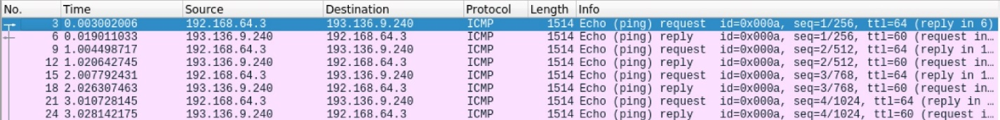 No. Time Source Destination Protocol Length Info
3 0.003002006 192.168.64.3 193.136.9.240 ICMP 1514 Echo (ping) request id=0x000a, seq=1/256, ttl=64 (reply in 6)
6 0.019011033 193.136.9.240 192.168.64.3 ICMP 1514 Echo (ping) reply id=0x000a, seq=1/256, ttl=60 (request in…
9 1.004498717 192.168.64.3 193.136.9.240 ICMP 1514 Echo (ping) request id=0x000a, seq=2/512, ttl=64 (reply in 1…
12 1.020642745 193.136.9.240 192.168.64.3 ICMP 1514 Echo (ping) reply id=0x000a, seq=2/512, ttl=60 (request in…
15 2.007792431 192.168.64.3 193.136.9.240 ICMP 1514 Echo (ping) request id=0x000a, seq=3/768, ttl=64 (reply in 1…
18 2.026307463 193.136.9.240 192.168.64.3 ICMP 1514 Echo (ping) reply id=0x000a, seq=3/768, ttl=60 (request in…
21 3.010728145 192.168.64.3 193.136.9.240 ICMP 1514 Echo (ping) request id=0x000a, seq=4/1024, ttl=64 (reply in …
24 3.028142175 193.136.9.240 192.168.64.3 ICMP 1514 Echo (ping) reply id=0x000a, seq=4/1024, ttl=60 (request i…